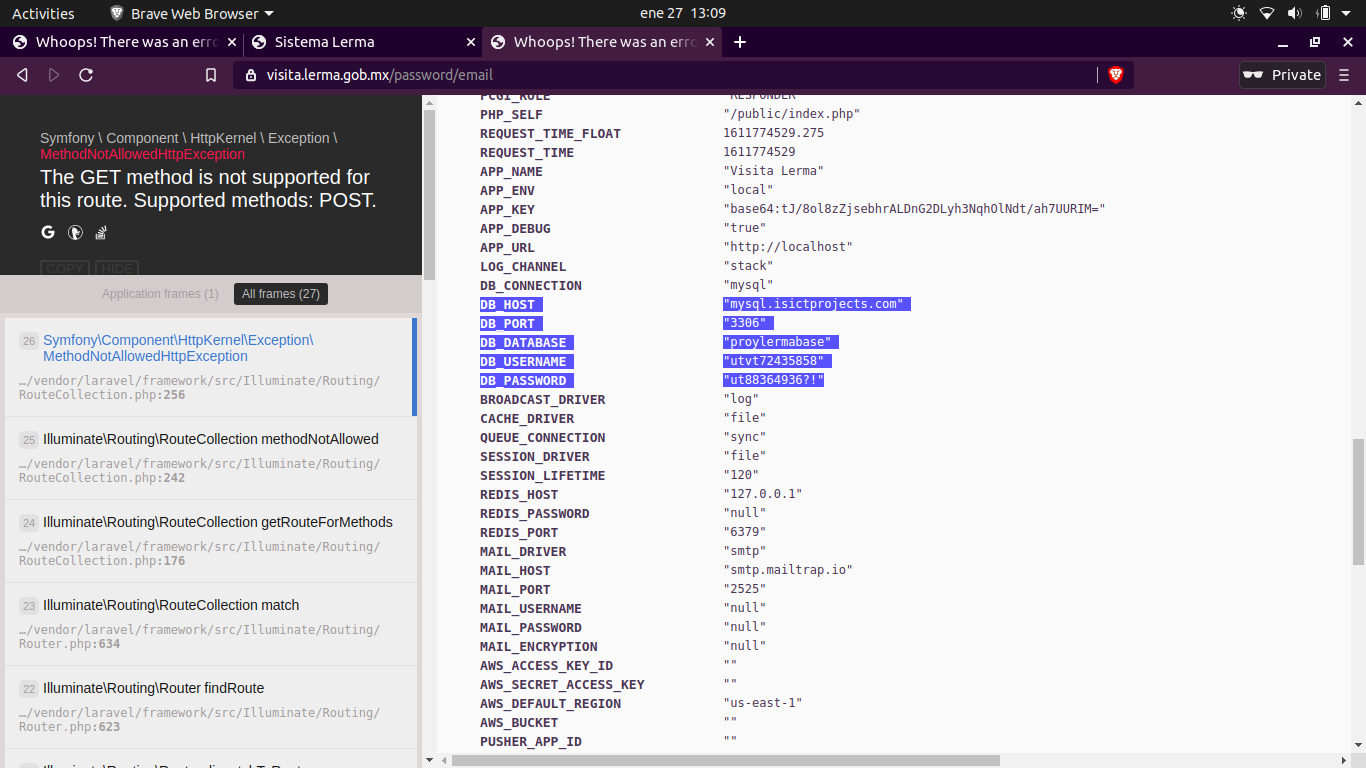 Activities
Brave Web Browser
ene 27 13:09
Whoops! There was an erro
Sistema Lerma
Whoops! There was an erro
visita.lerma.gob.mx/password/email
Private
Symfony \ Component \ HttpKernel \ Exception \
MethodNotAllowedHttpException
The GET method is not supported for
this route. Supported methods: POST.
COPY HIDE
Application frames (1) All frames (27)
26 Symfony\Component\HttpKernel\Exception\
MethodNotAllowedHttpException
…/vendor/laravel/framework/src/Illuminate/Routing/
RouteCollection.php:256
25 Illuminate\Routing\RouteCollection methodNotAllowed
…/vendor/laravel/framework/src/Illuminate/Routing/
RouteCollection.php:242
24 Illuminate\Routing\RouteCollection getRouteForMethods
…/vendor/laravel/framework/src/Illuminate/Routing/
RouteCollection.php:176
23 Illuminate\Routing\RouteCollection match
…/vendor/laravel/framework/src/Illuminate/Routing/
Router.php:634
22 Illuminate\Routing\Router findRoute
…/vendor/laravel/framework/src/Illuminate/Routing/
Router.php:623
FCGI_ROLE "RESPONDER"
PHP_SELF "/public/index.php"
REQUEST_TIME_FLOAT 1611774529.275
REQUEST_TIME 1611774529
APP_NAME "Visita Lerma"
APP_ENV "local"
APP_KEY "base64:tJ/8ol8zZjsebhrALDnG2DLyh3NqhOlNdt/ah7UURIM="
APP_DEBUG "true"
APP_URL "http://localhost"
LOG_CHANNEL "stack"
DB_CONNECTION "mysql"
DB_HOST "mysql.isictprojects.com"
DB_PORT "3306"
DB_DATABASE "proylermabase"
DB_USERNAME "utvt72435858"
DB_PASSWORD "ut88364936?!"
BROADCAST_DRIVER "log"
CACHE_DRIVER "file"
QUEUE_CONNECTION "sync"
SESSION_DRIVER "file"
SESSION_LIFETIME "120"
REDIS_HOST "127.0.0.1"
REDIS_PASSWORD "null"
REDIS_PORT "6379"
MAIL_DRIVER "smtp"
MAIL_HOST "smtp.mailtrap.io"
MAIL_PORT "2525"
MAIL_USERNAME "null"
MAIL_PASSWORD "null"
MAIL_ENCRYPTION "null"
AWS_ACCESS_KEY_ID ""
AWS_SECRET_ACCESS_KEY ""
AWS_DEFAULT_REGION "us-east-1"
AWS_BUCKET ""
PUSHER_APP_ID ""